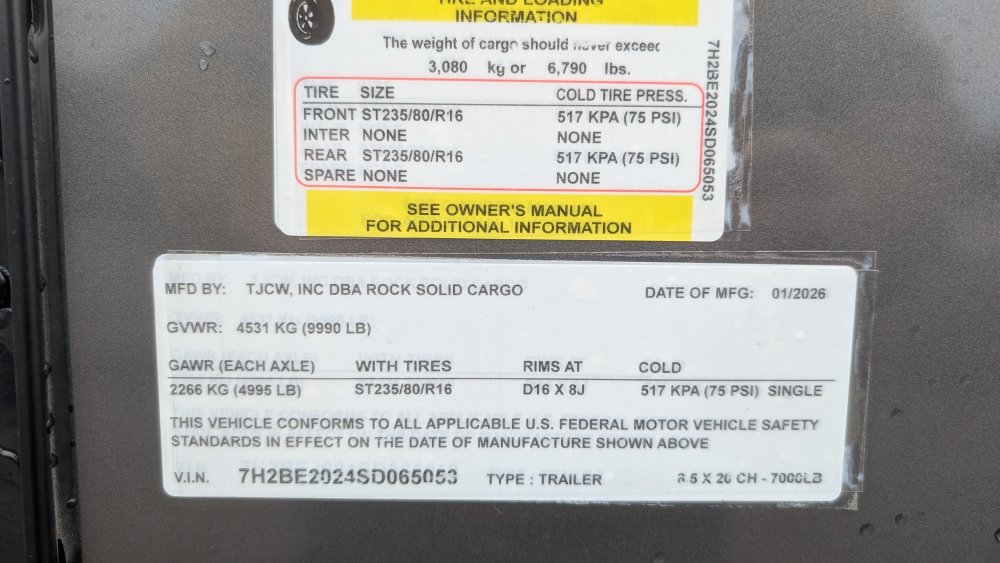 TIRE AND LOADING
INFORMATION
The weight of cargo should never exceed
3,080 kg or 6,790 lbs.
TIRE SIZE COLD TIRE PRESS.
FRONT ST235/80/R16 517 KPA (75 PSI)
INTER NONE NONE
REAR ST235/80/R16 517 KPA (75 PSI)
SPARE NONE NONE
SEE OWNER'S MANUAL
FOR ADDITIONAL INFORMATION
7H2BE2024SD065053
MFD BY: TJCW, INC DBA ROCK SOLID CARGO DATE OF MFG: 01/2026
GVWR: 4531 KG (9990 LB)
GAWR (EACH AXLE) WITH TIRES RIMS AT COLD
2266 KG (4995 LB) ST235/80/R16 D16 X 8J 517 KPA (75 PSI) SINGLE
THIS VEHICLE CONFORMS TO ALL APPLICABLE U.S. FEDERAL MOTOR VEHICLE SAFETY
STANDARDS IN EFFECT ON THE DATE OF MANUFACTURE SHOWN ABOVE
V.I.N. 7H2BE2024SD065053 TYPE : TRAILER 8.5 X 20 CH - 7000LB